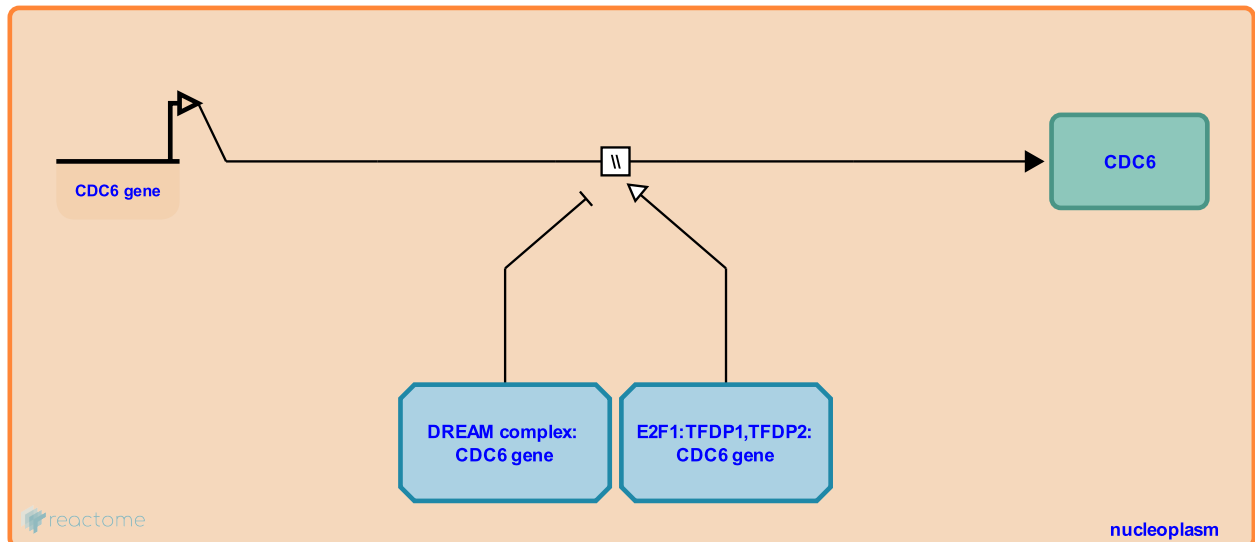 CDC6 gene
\\
CDC6
DREAM complex:
CDC6 gene
E2F1:TFDP1,TFDP2:
CDC6 gene
reactome
nucleoplasm